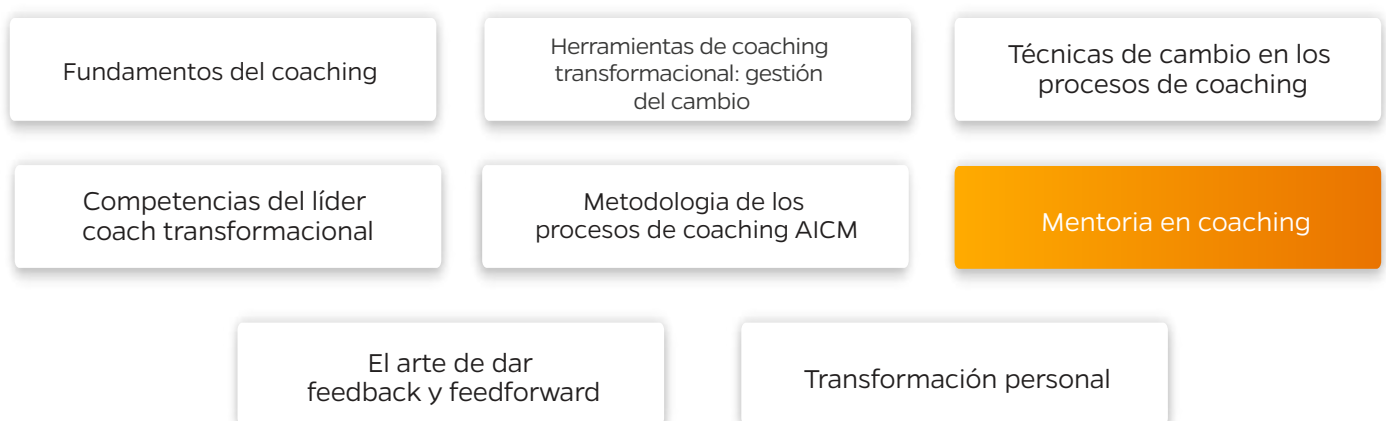 Fundamentos del coaching
Herramientas de coaching
transformacional: gestión
del cambio
Técnicas de cambio en los
procesos de coaching
Competencias del líder
coach transformacional
Metodologia de los
procesos de coaching AICM
Mentoria en coaching
El arte de dar
feedback y feedforward
Transformación personal